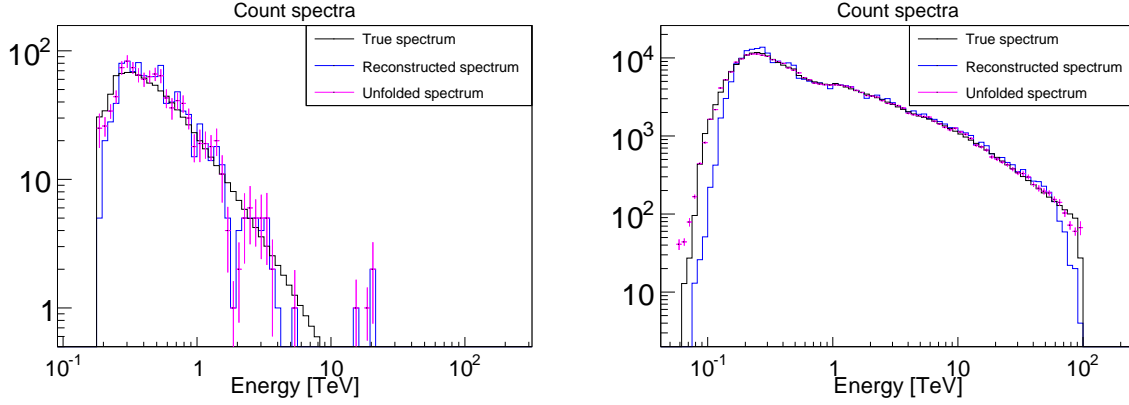 Count spectra
True spectrum
Reconstructed spectrum
Unfolded spectrum
10²
10
1
10⁻¹ 1 10 10²
Energy [TeV]
Count spectra
True spectrum
Reconstructed spectrum
Unfolded spectrum
10⁴
10³
10²
10
10⁻¹ 1 10 10²
Energy [TeV]